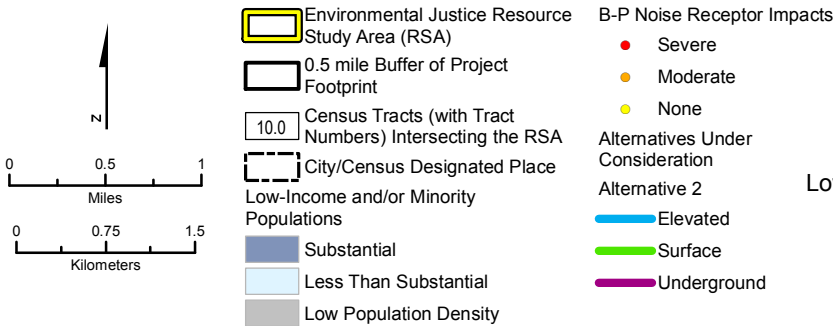 N
0 0.5 1
Miles
0 0.75 1.5
Kilometers
Environmental Justice Resource
Study Area (RSA)
0.5 mile Buffer of Project
Footprint
10.0
Census Tracts (with Tract
Numbers) Intersecting the RSA
City/Census Designated Place
Low-Income and/or Minority
Populations
Substantial
Less Than Substantial
Low Population Density
B-P Noise Receptor Impacts
Severe
Moderate
None
Alternatives Under
Consideration
Alternative 2
Elevated
Surface
Underground